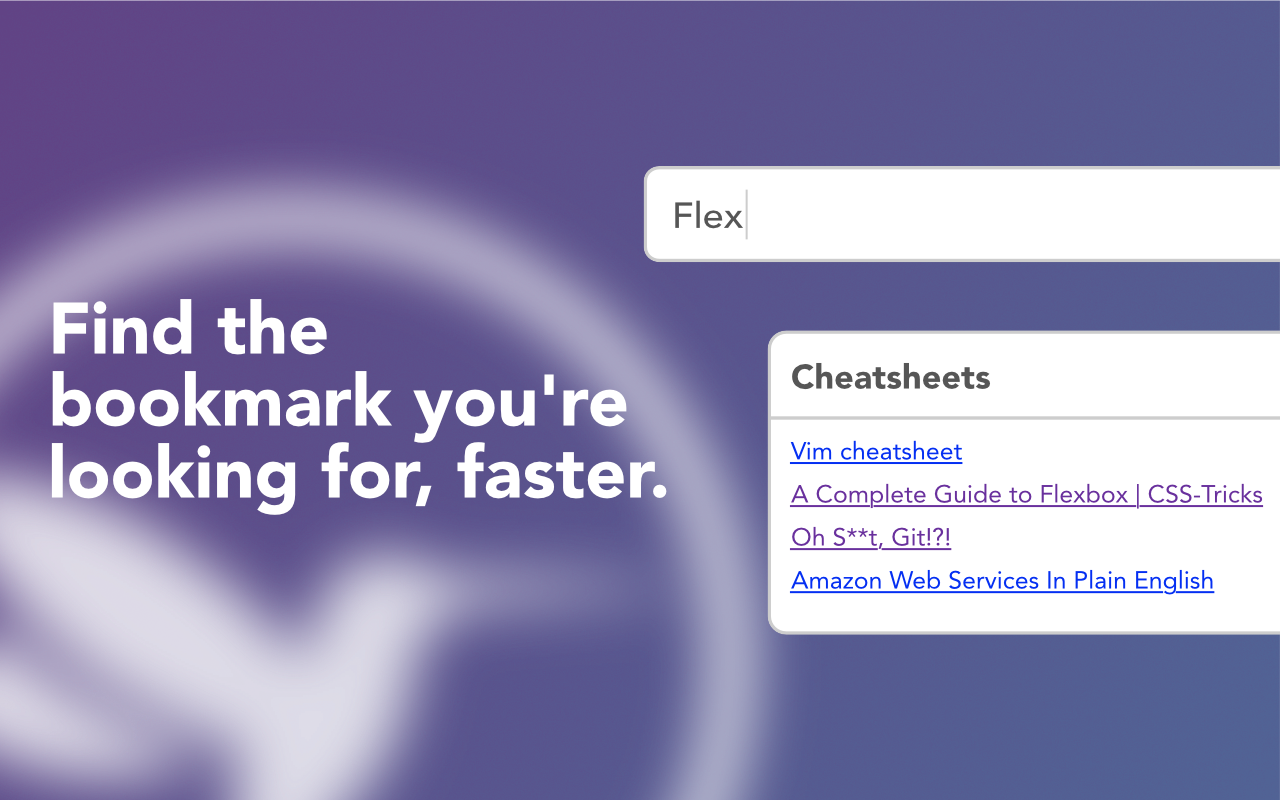 Find the
bookmark you're
looking for, faster.
Flex
Cheatsheets
Vim cheatsheet
A Complete Guide to Flexbox | CSS-Tricks
Oh S**t, Git!?!
Amazon Web Services In Plain English